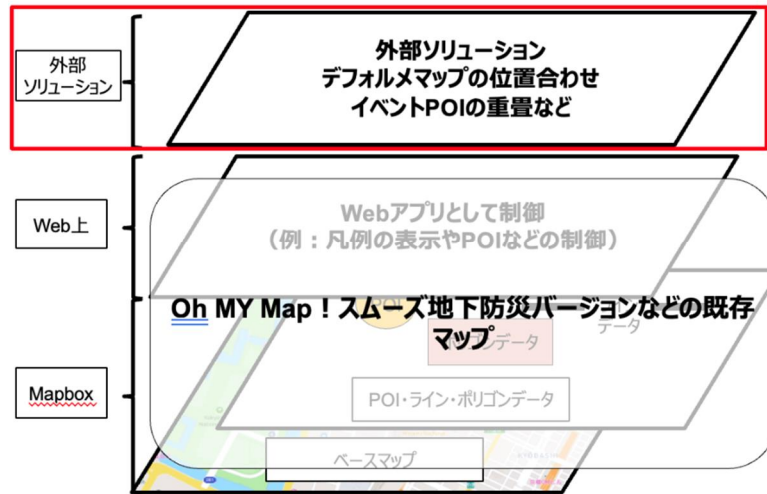 外部
ソリューション
外部ソリューション
デフォルメマップの位置合わせ
イベントPOIの重畳など
Web上
Webアプリとして制御
（例：凡例の表示やPOIなどの制御）
POI
Oh MY Map！スムーズ地下防災バージョンなどの既存
マップ
データ
データ
Mapbox
POI・ライン・ポリゴンデータ
ベースマップ